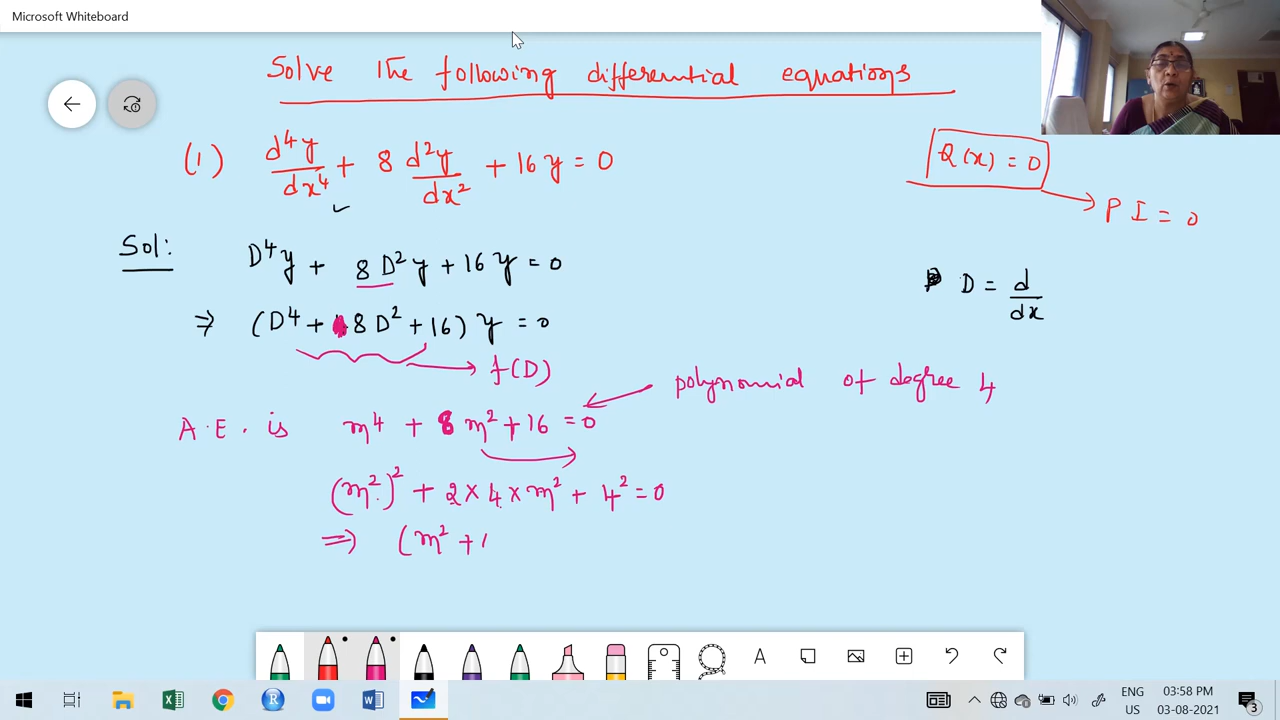 Microsoft Whiteboard
Solve the following differential equations
(1) d⁴y/dx⁴ + 8 d²y/dx² + 16y = 0
Q(x) = 0
P I = 0
Sol: D⁴y + 8D²y + 16y = 0
D = d/dx
⇒ (D⁴ + 8D² + 16) y = 0
f(D)
polynomial of degree 4
A.E. is m⁴ + 8m² + 16 = 0
(m²)² + 2 × 4 × m² + 4² = 0
⇒ (m² +
A
ENG
US
03:58 PM
03-08-2021
3